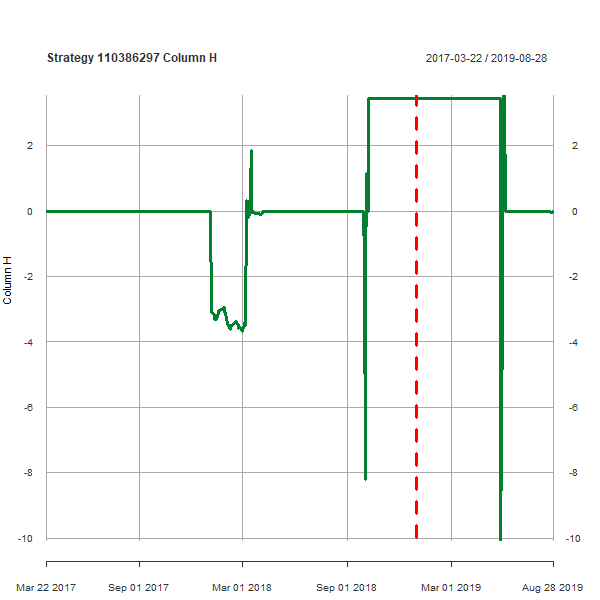 Strategy 110386297 Column H
2017-03-22 / 2019-08-28
2 2
0 0
-2 -2
-4 -4
-6 -6
-8 -8
-10 -10
Column H
Mar 22 2017 Sep 01 2017 Mar 01 2018 Sep 01 2018 Mar 01 2019 Aug 28 2019